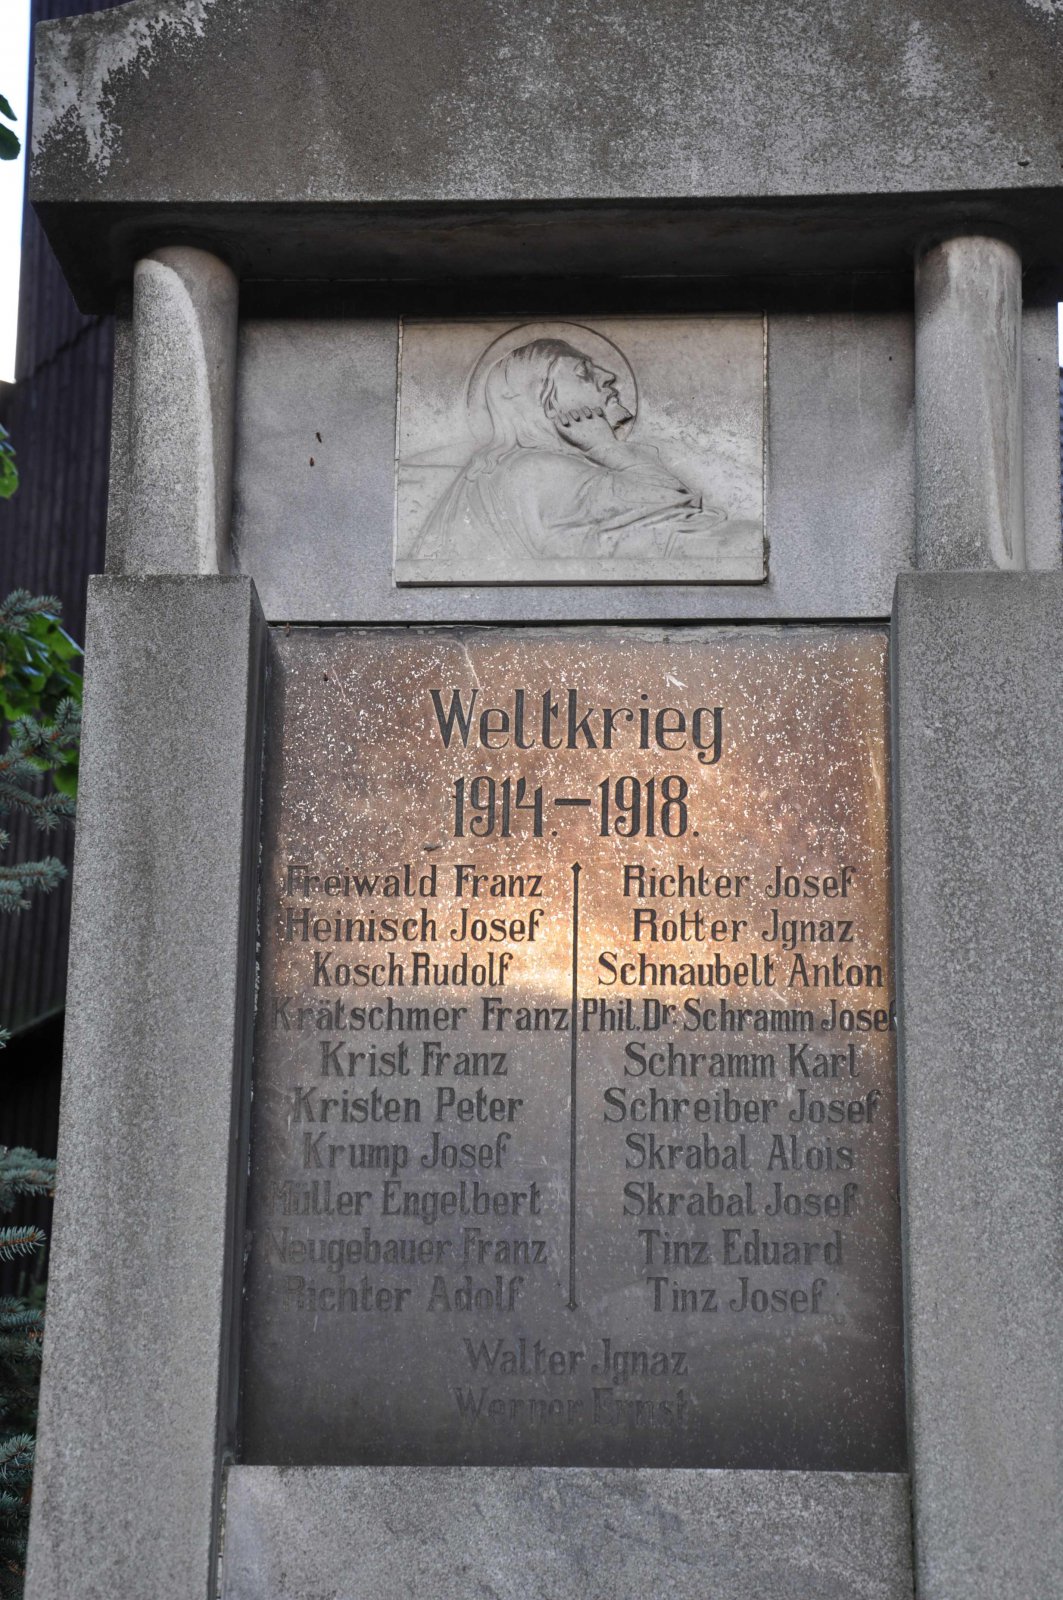 Weltkrieg
1914.–1918.
Freiwald Franz
Heinisch Josef
Kosch Rudolf
Krätschmer Franz
Krist Franz
Kristen Peter
Krump Josef
Müller Engelbert
Neugebauer Franz
Richter Adolf
Richter Josef
Rotter Jgnaz
Schnaubelt Anton
Phil. Dr. Schramm Josef
Schramm Karl
Schreiber Josef
Skrabal Alois
Skrabal Josef
Tinz Eduard
Tinz Josef
Walter Jgnaz
Werner Ernst